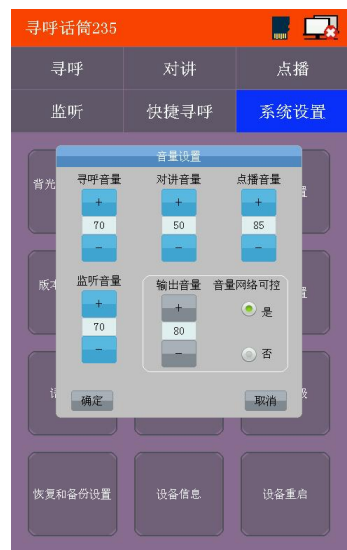 寻呼话筒235
寻呼 对讲 点播
监听 快捷寻呼 系统设置
音量设置
背光
寻呼音量 对讲音量 点播音量
+ + +
70 50 85
- - -
版本
监听音量 输出音量 音量网络可控
+ + 是
70 80
- - 否
确定 取消
恢复和备份设置 设备信息 设备重启